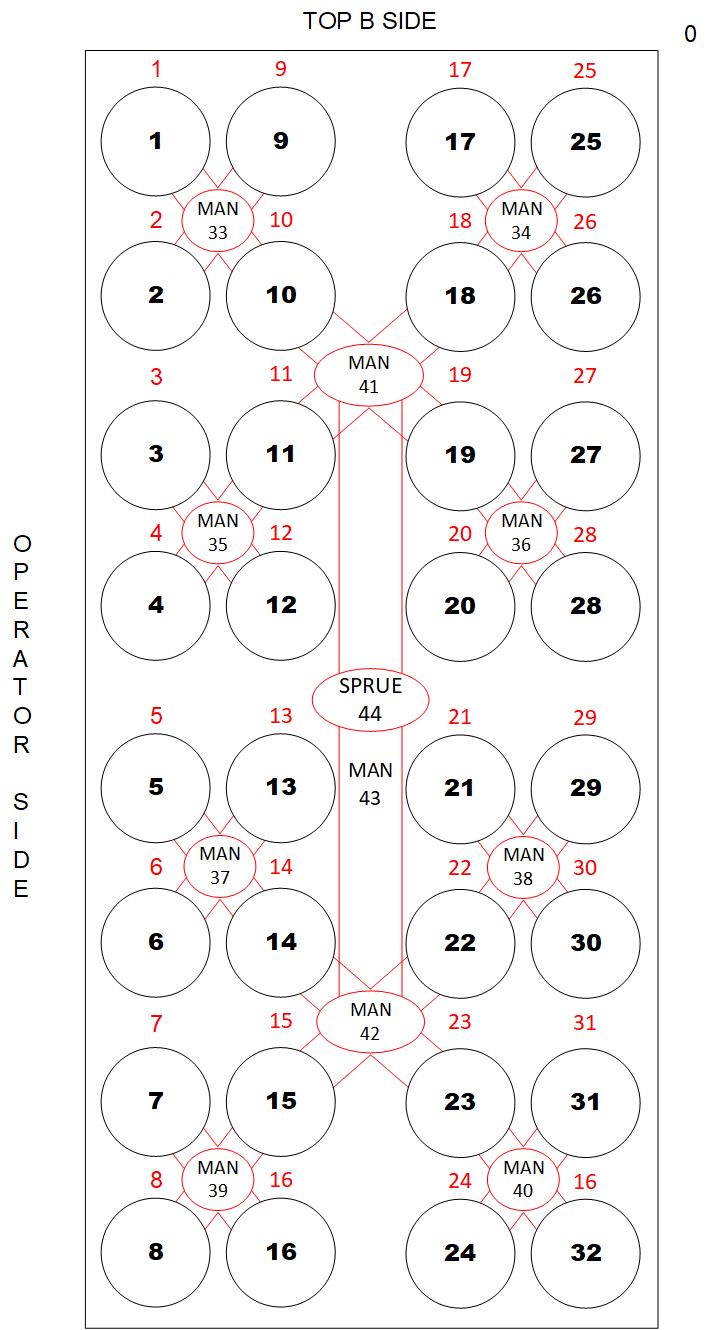 TOP B SIDE
0
1 9 17 25
1 9 17 25
MAN MAN
2 10 18 26
33 34
2 10 18 26
MAN
3 11 19 27
41
3 11 19 27
MAN MAN
4 12 20 28
35 36
4 12 20 28
SPRUE
44
5 13 21 29
MAN
43
5 13 21 29
MAN MAN
6 14 22 30
37 38
6 14 22 30
MAN
42
7 15 23 31
7 15 23 31
MAN MAN
8 16 24 16
39 40
8 16 24 32
OPERATOR SIDE